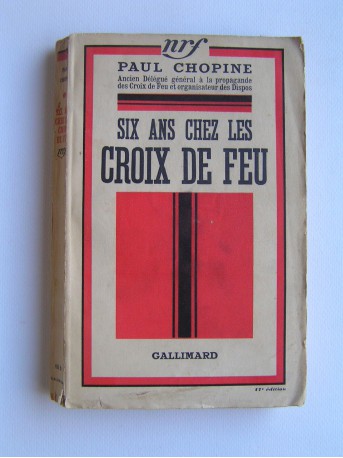 nrf
PAUL CHOPINE
Ancien Délégué général à la propagande
des Croix de Feu et organisateur des Dispos
SIX ANS CHEZ LES
CROIX DE FEU
GALLIMARD
nrf